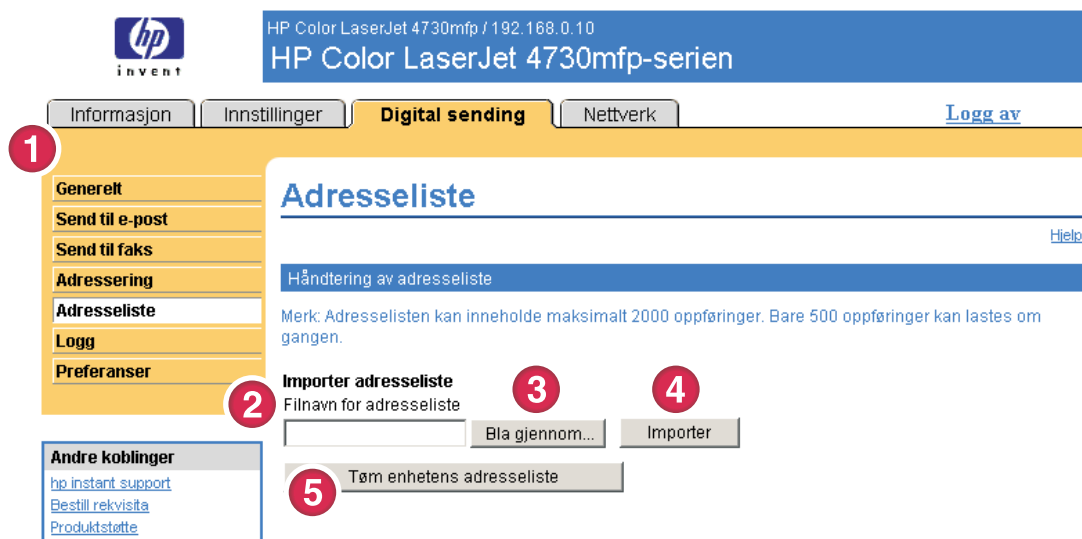 hp
invent
HP Color LaserJet 4730mfp / 192.168.0.10
HP Color LaserJet 4730mfp-serien
Informasjon
Innstillinger
Digital sending
Nettverk
Logg av
1
Generelt
Send til e-post
Send til faks
Adressering
Adresseliste
Logg
Preferanser
Adresseliste
Hjelp
Håndtering av adresseliste
Merk: Adresselisten kan inneholde maksimalt 2000 oppføringer. Bare 500 oppføringer kan lastes om
gangen.
Importer adresseliste
2
Filnavn for adresseliste
3
Bla gjennom...
4
Importer
5
Tøm enhetens adresseliste
Andre koblinger
hp instant support
Bestill rekvisita
Produktstøtte